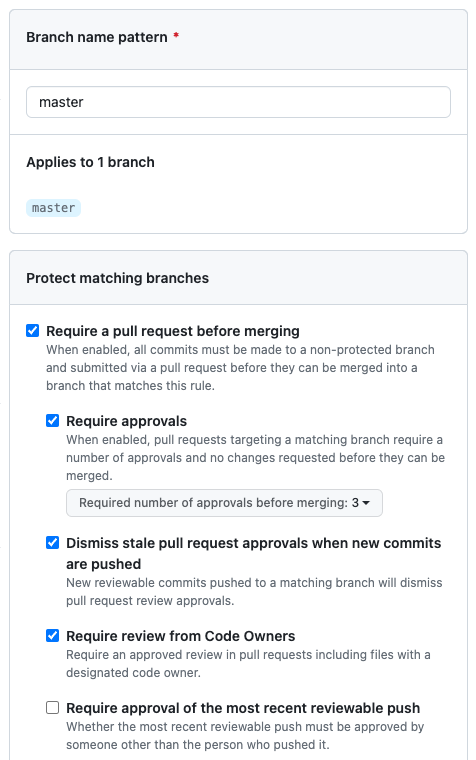 Branch name pattern *
master
Applies to 1 branch
master
Protect matching branches
Require a pull request before merging
When enabled, all commits must be made to a non-protected branch
and submitted via a pull request before they can be merged into a
branch that matches this rule.
Require approvals
When enabled, pull requests targeting a matching branch require a
number of approvals and no changes requested before they can be
merged.
Required number of approvals before merging: 3
Dismiss stale pull request approvals when new commits
are pushed
New reviewable commits pushed to a matching branch will dismiss
pull request review approvals.
Require review from Code Owners
Require an approved review in pull requests including files with a
designated code owner.
Require approval of the most recent reviewable push
Whether the most recent reviewable push must be approved by
someone other than the person who pushed it.